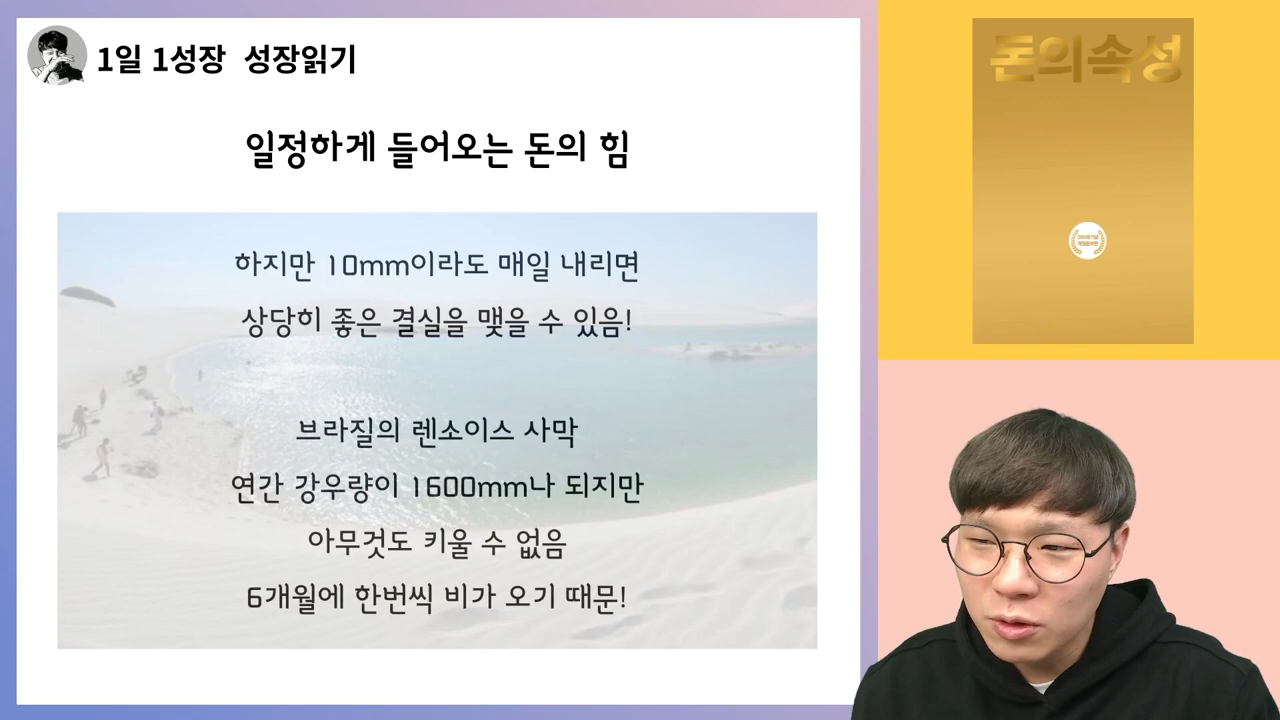 1일 1성장 성장읽기
일정하게 들어오는 돈의 힘
하지만 10mm이라도 매일 내리면
상당히 좋은 결실을 맺을 수 있음!
브라질의 렌소이스 사막
연간 강우량이 1600mm나 되지만
아무것도 키울 수 없음
6개월에 한번씩 비가 오기 때문!
돈의 속성